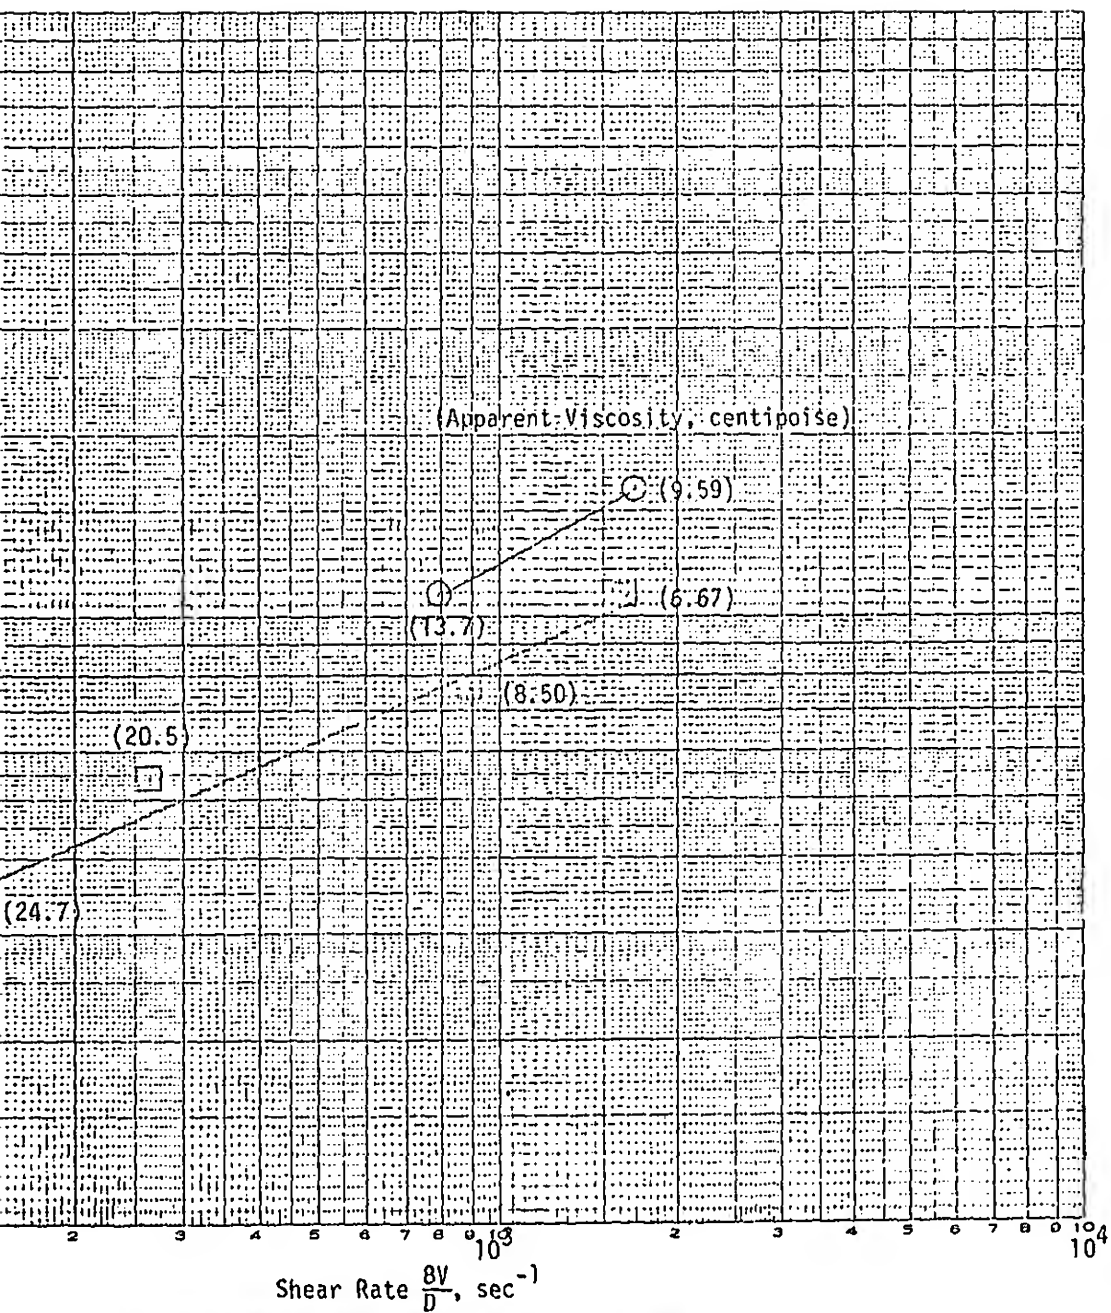 (Apparent Viscosity, centipoise)
(9.59)
(6.67)
(13.7)
(8.50)
(20.5)
(24.7)
2 3 4 5 6 7 8 9 10 2 3 4 5 6 7 8 9 10
10³ 10⁴
Shear Rate 8V/D, sec⁻¹